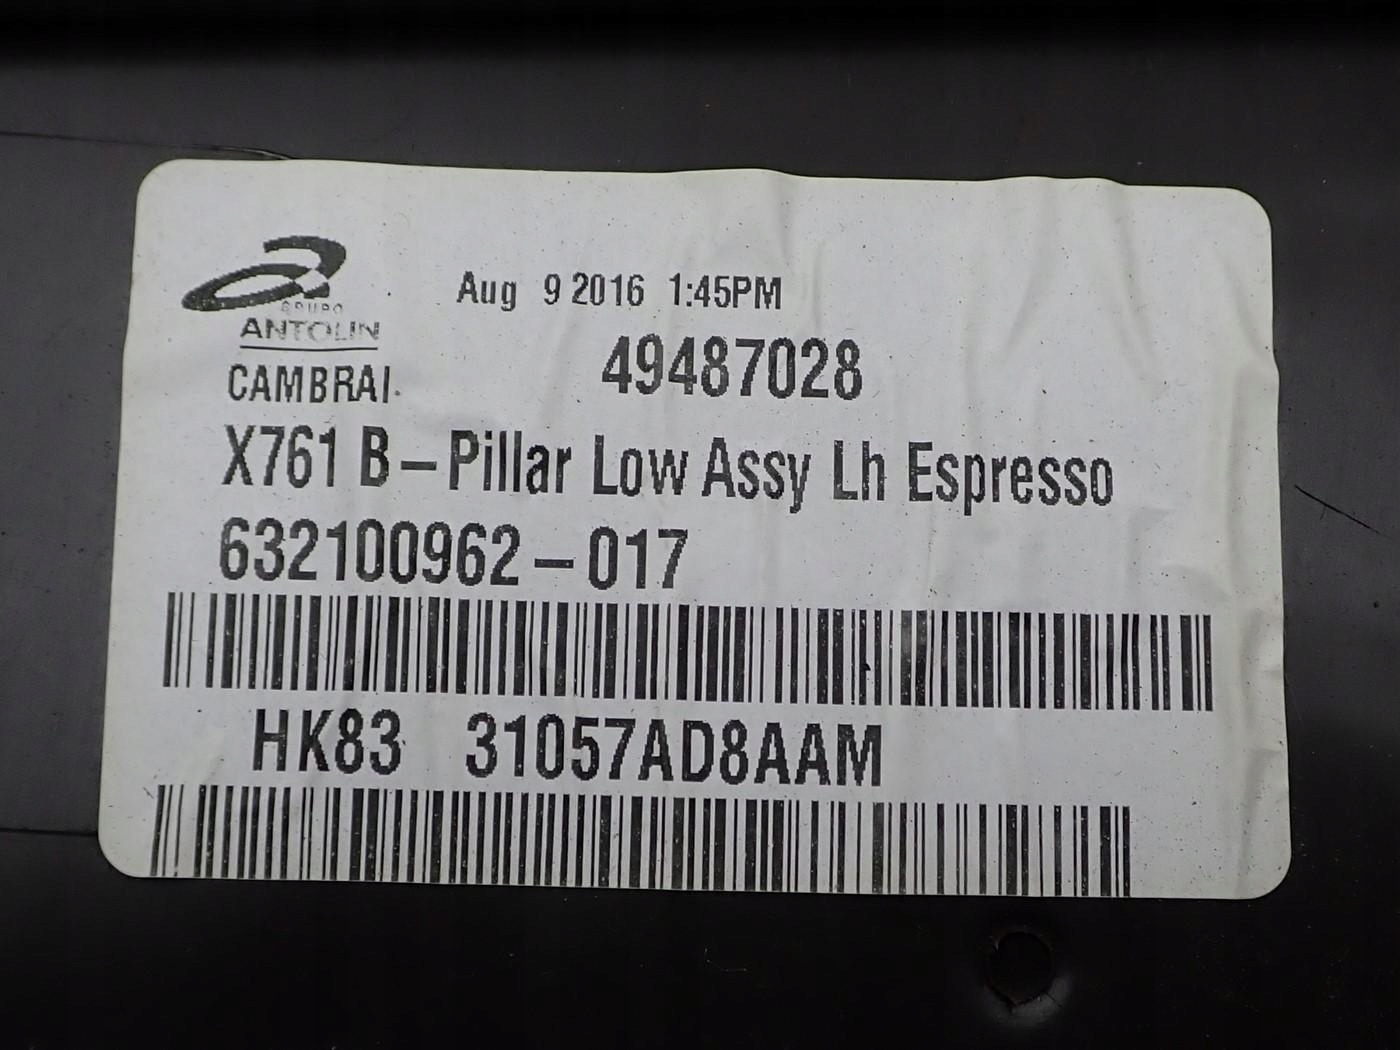 Aug 9 2016 1:45PM
GRUPO
ANTOLIN
49487028
CAMBRAI
X761 B-Pillar Low Assy Lh Espresso
632100962-017
HK83 31057AD8AAM